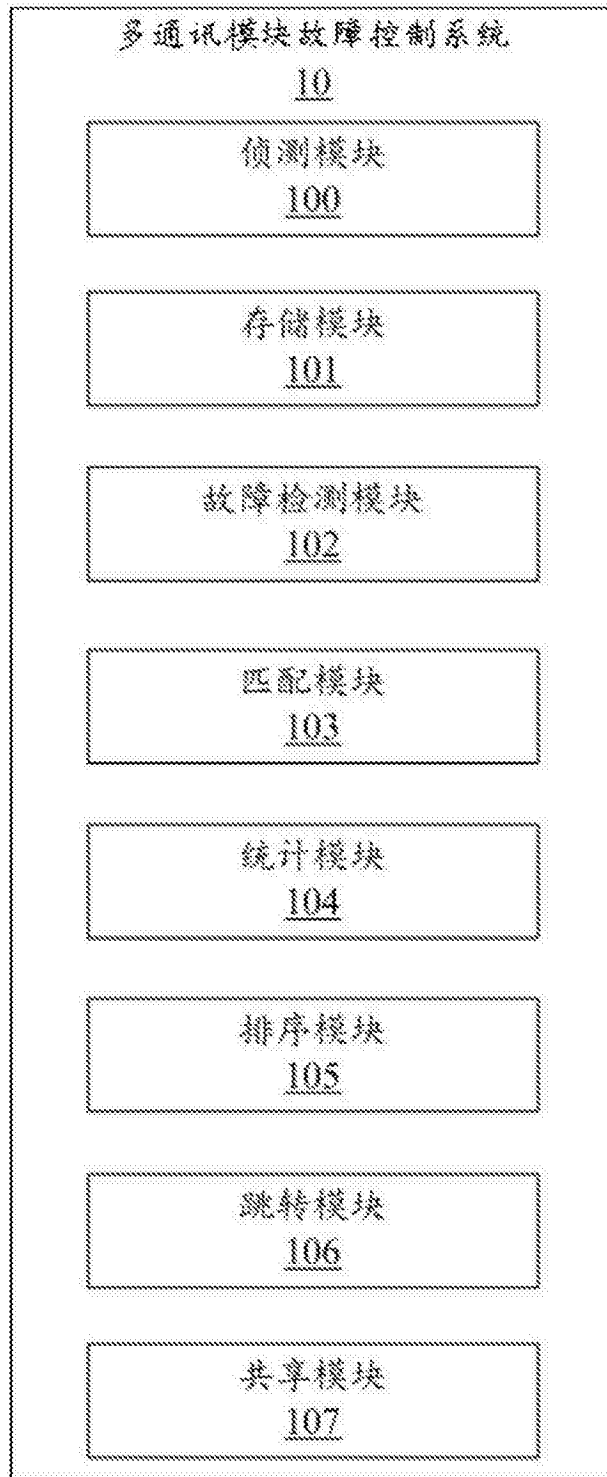 多通讯模块故障控制系统
10
侦测模块
100
存储模块
101
故障检测模块
102
匹配模块
103
统计模块
104
排序模块
105
跳转模块
106
共享模块
107